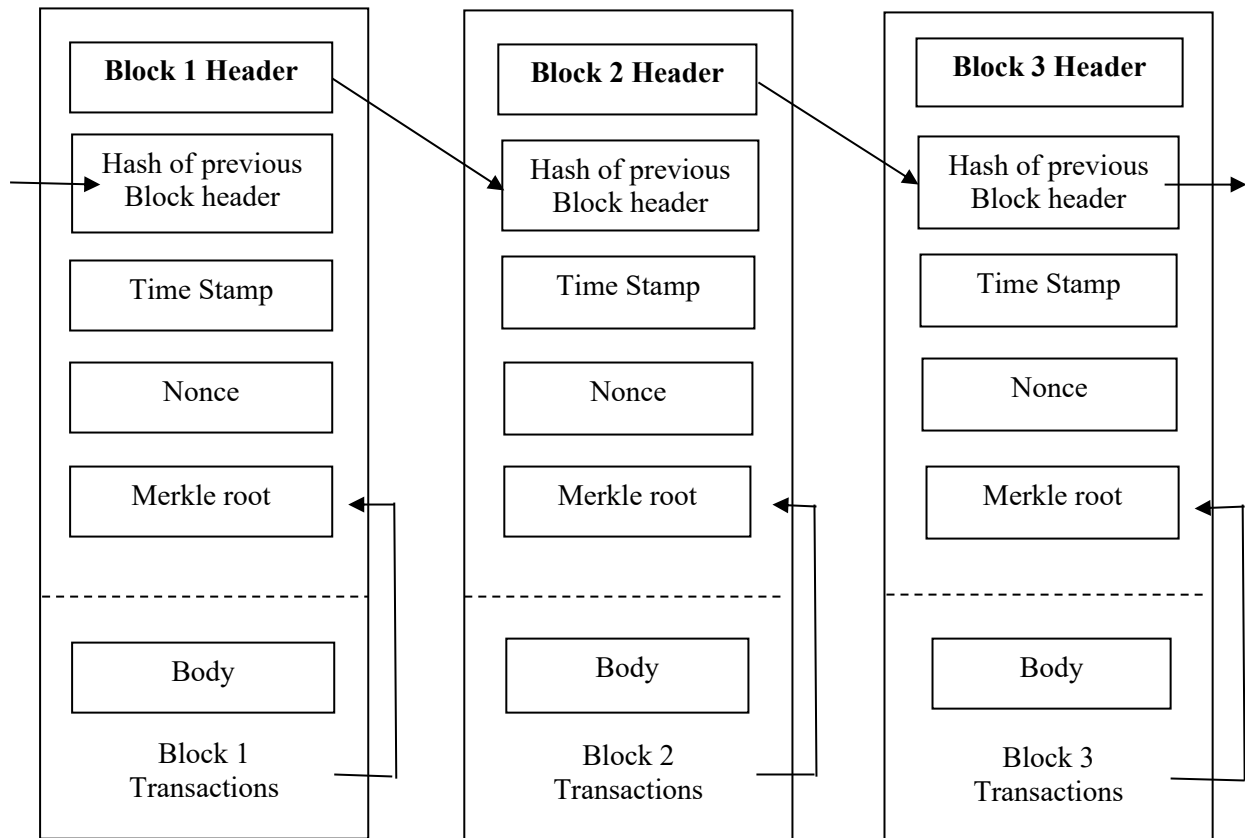 Block 1 Header
Hash of previous
Block header
Time Stamp
Nonce
Merkle root
Body
Block 1
Transactions
Block 2 Header
Hash of previous
Block header
Time Stamp
Nonce
Merkle root
Body
Block 2
Transactions
Block 3 Header
Hash of previous
Block header
Time Stamp
Nonce
Merkle root
Body
Block 3
Transactions